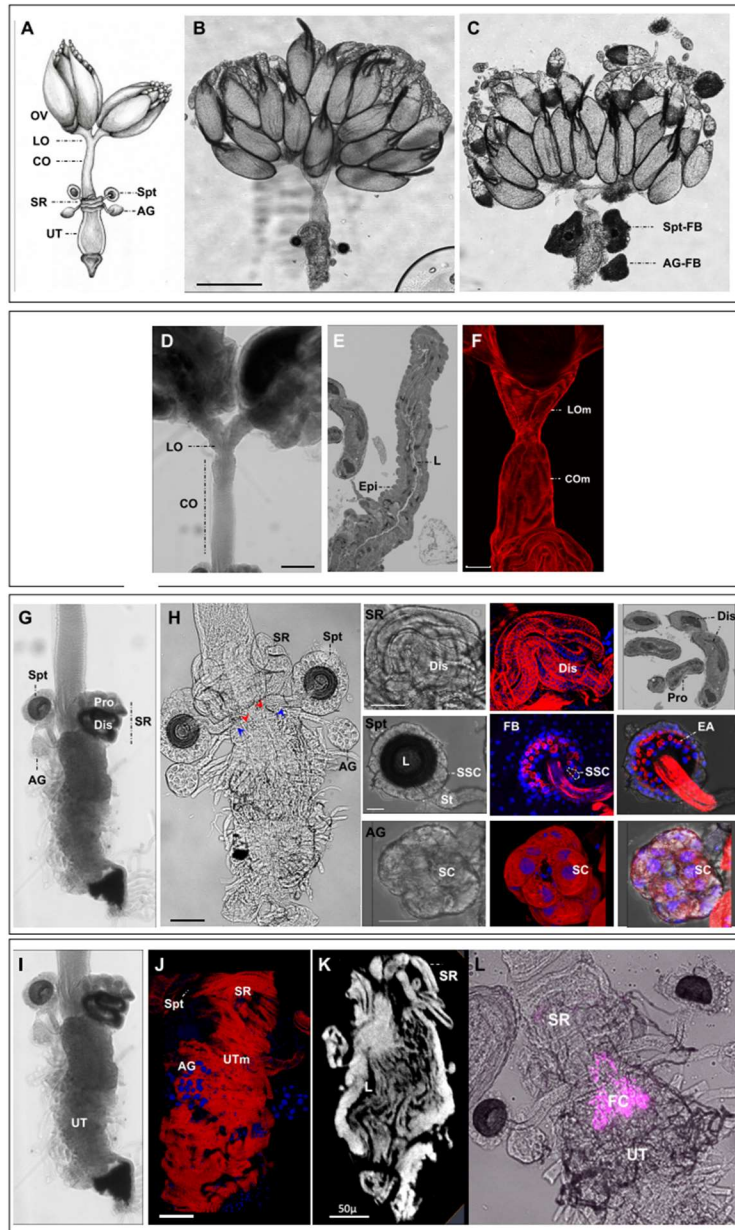 A
OV
LO
CO
SR
Spt
AG
UT
B
C
Spt-FB
AG-FB
D
LO
CO
E
Epi
L
F
LOm
COm
G
Spt
Pro
Dis
SR
AG
H
SR
Spt
AG
SR
Dis
Dis
Dis
Pro
Spt
L
SSC
St
FB
SSC
EA
AG
SC
SC
SC
I
UT
J
Spt
SR
AG
UTm
K
SR
L
50μ
L
SR
FC
UT